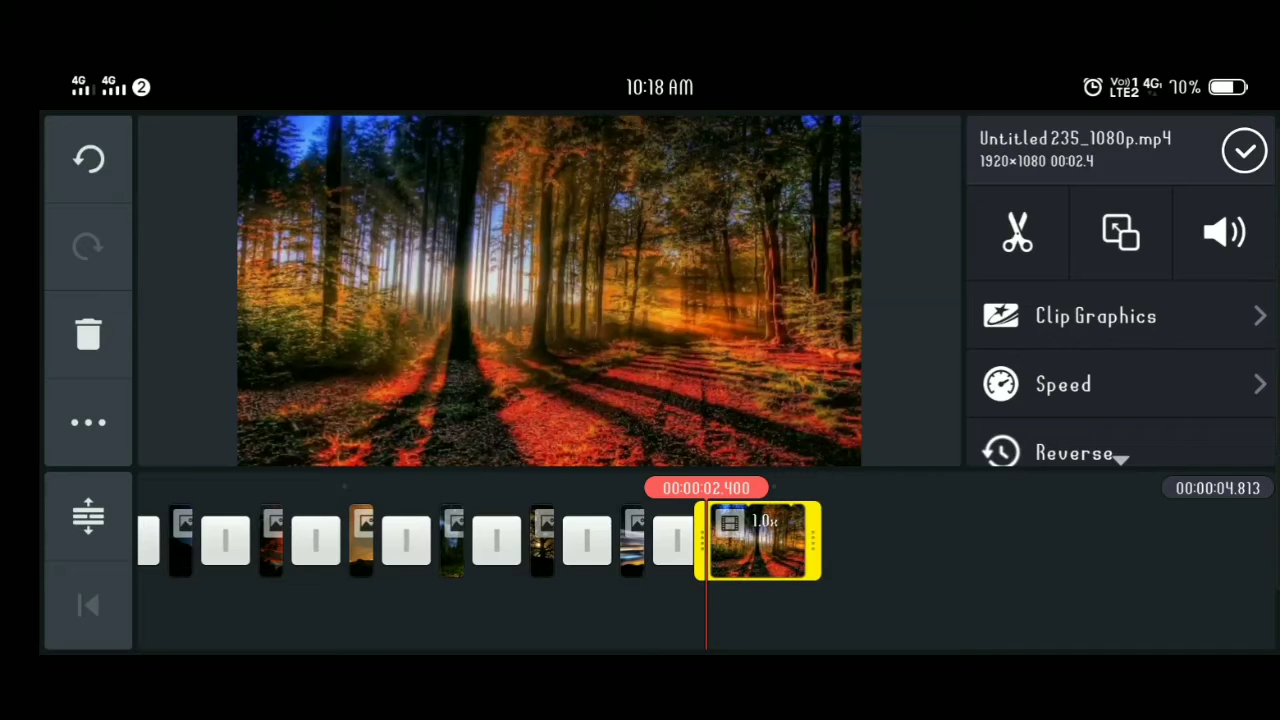 4G 4G 2
10:18 AM
Vo)) 1 4G
LTE2
70%
Untitled 235_1080p.mp4
1920×1080 00:02.4
Clip Graphics
Speed
Reverse
00:00:02.400
00:00:04.813
1.0x